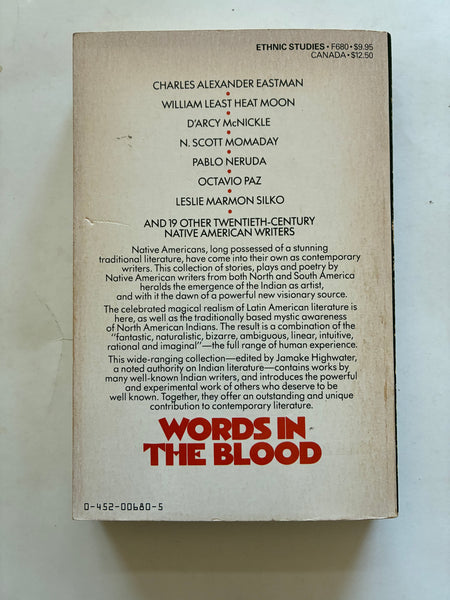 ETHNIC STUDIES • F680 • $9.95
CANADA • $12.50
CHARLES ALEXANDER EASTMAN
•
WILLIAM LEAST HEAT MOON
•
D'ARCY McNICKLE
•
N. SCOTT MOMADAY
•
PABLO NERUDA
•
OCTAVIO PAZ
•
LESLIE MARMON SILKO
•
AND 19 OTHER TWENTIETH-CENTURY
NATIVE AMERICAN WRITERS
Native Americans, long possessed of a stunning
traditional literature, have come into their own as contemporary
writers. This collection of stories, plays and poetry by
Native American writers from both North and South America
heralds the emergence of the Indian as artist,
and with it the dawn of a powerful new visionary source.
The celebrated magical realism of Latin American literature is
here, as well as the traditionally based mystic awareness
of North American Indians. The result is a combination of the
"fantastic, naturalistic, bizarre, ambiguous, linear, intuitive,
rational and imaginal"—the full range of human experience.
This wide-ranging collection—edited by Jamake Highwater,
a noted authority on Indian literature—contains works by
many well-known Indian writers, and introduces the powerful
and experimental work of others who deserve to be
well known. Together, they offer an outstanding and unique
contribution to contemporary literature.
WORDS IN
THE BLOOD
0-452-00680-5